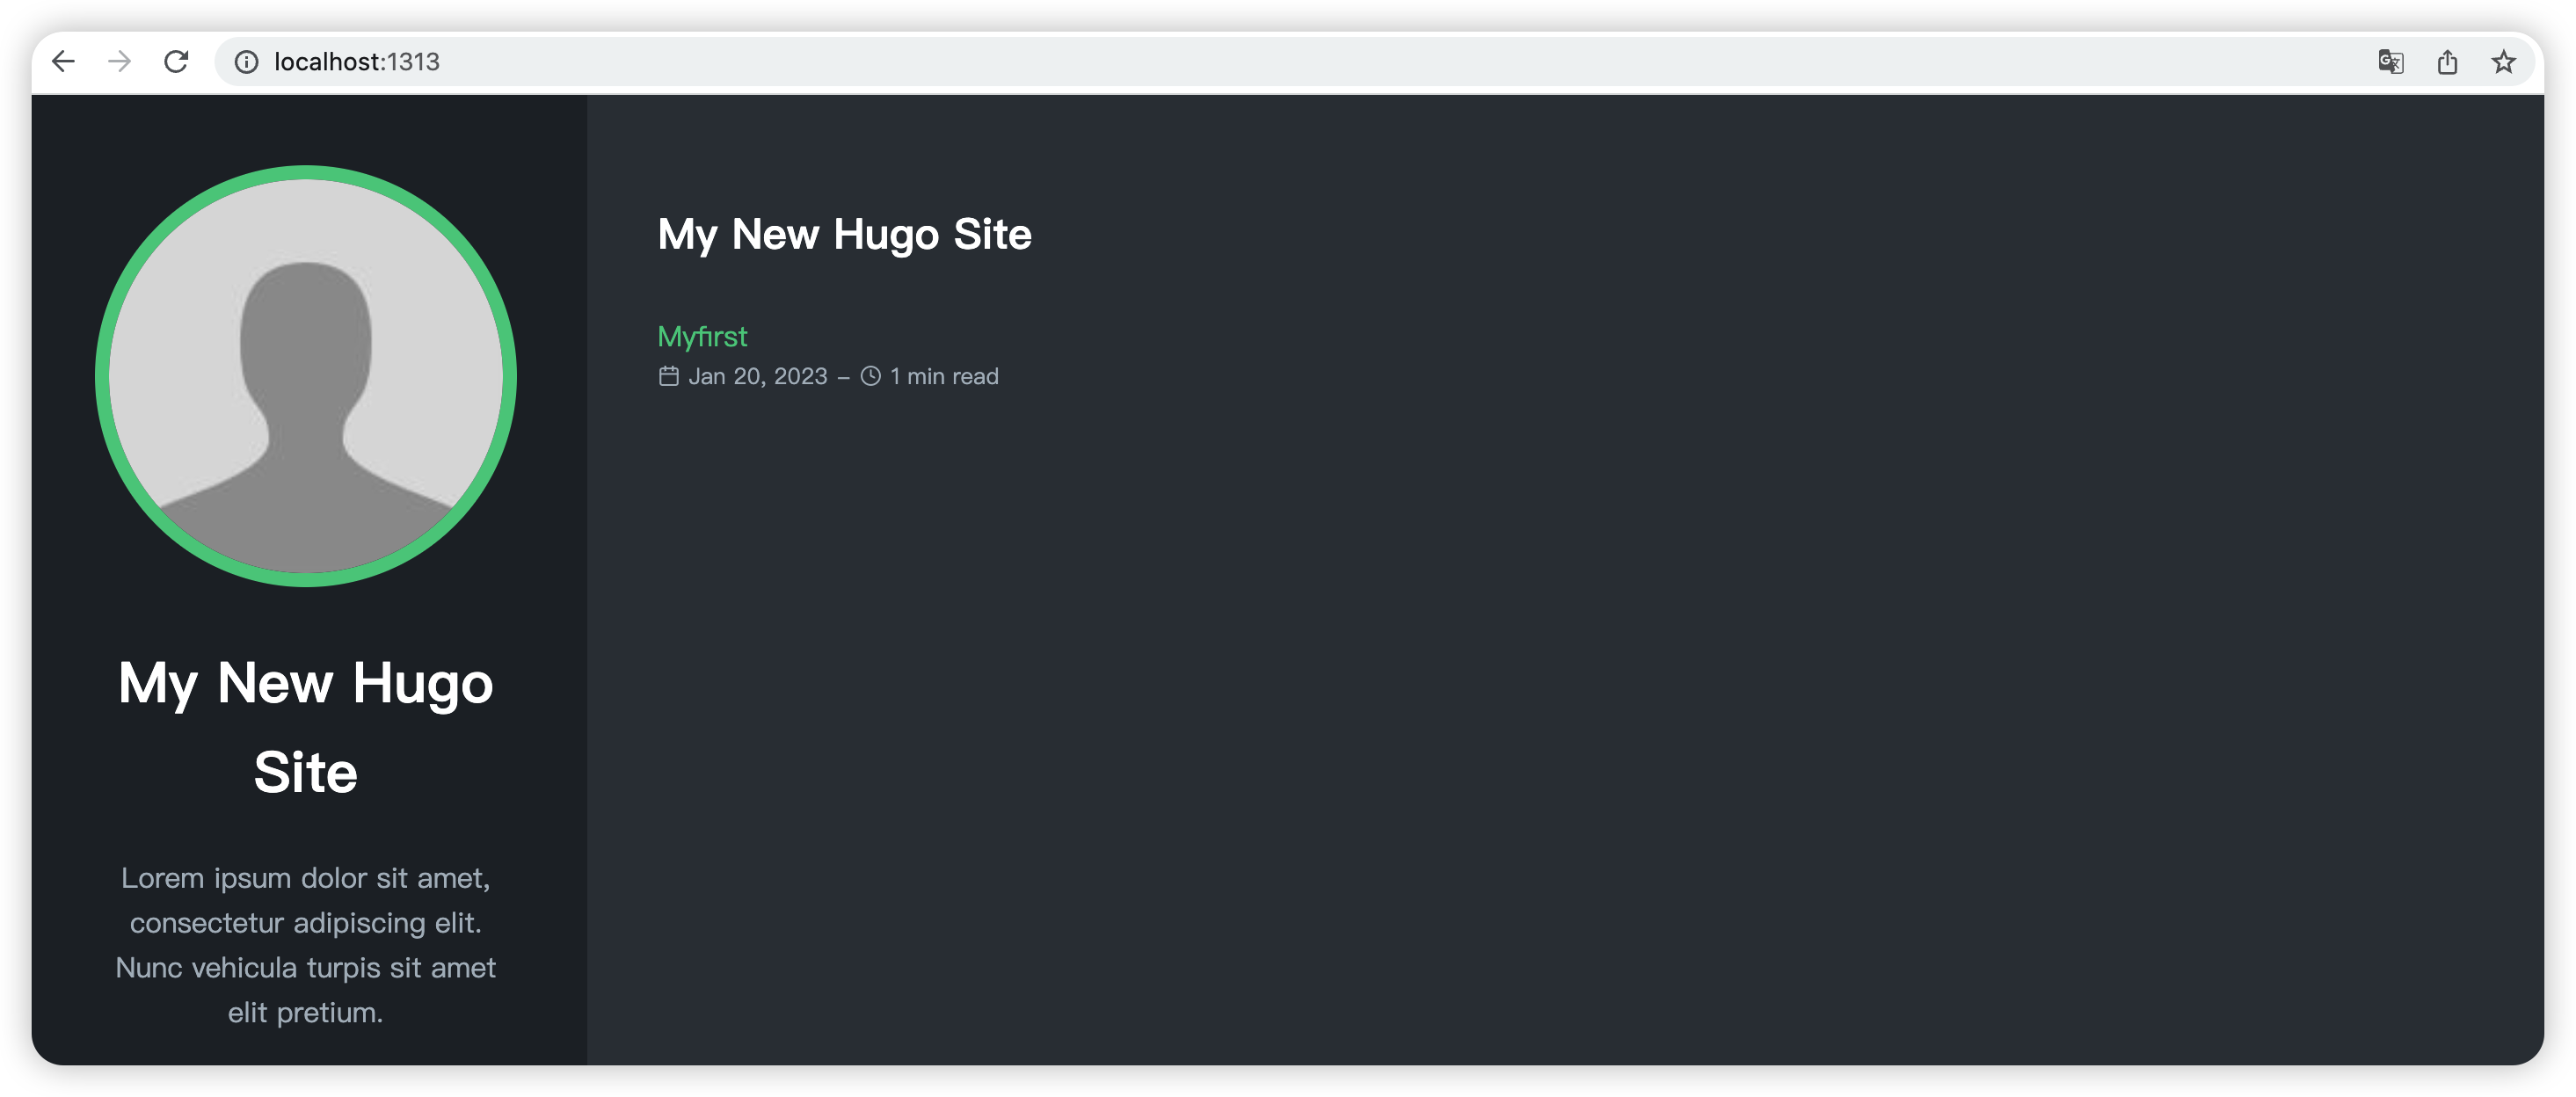 localhost:1313
My New Hugo
Site
Lorem ipsum dolor sit amet,
consectetur adipiscing elit.
Nunc vehicula turpis sit amet
elit pretium.
My New Hugo Site
Myfirst
Jan 20, 2023 – 1 min read